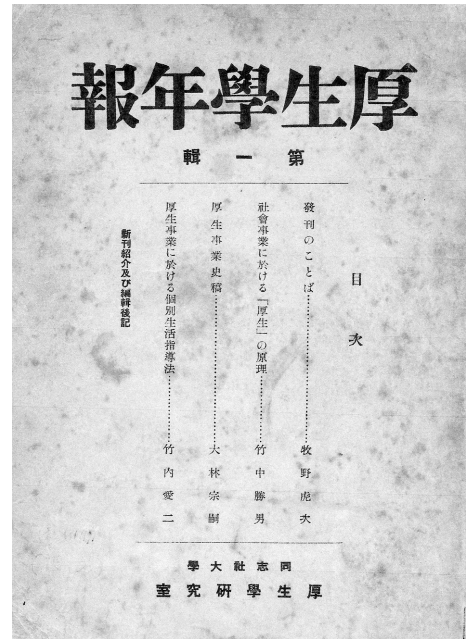 厚生學年報
第一輯
目次
發刊のことば……牧野虎次
社會事業に於ける「厚生」の原理……竹中勝男
厚生事業史稿……大林宗嗣
厚生事業に於ける個別生活指導法……竹内愛二
新刊紹介及び編輯後記
同志社大學
厚生學研究室